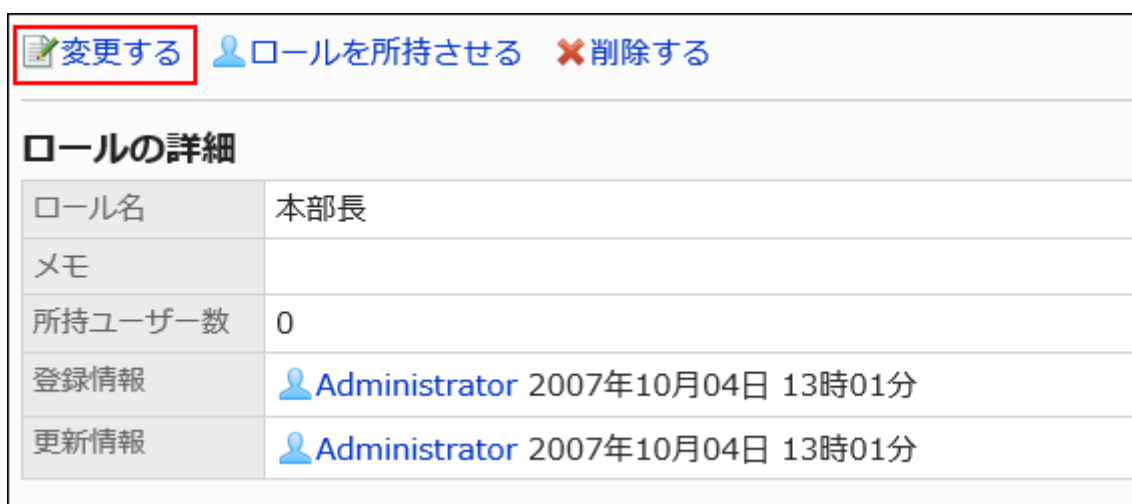 変更する ロールを所持させる 削除する
ロールの詳細
ロール名 本部長
メモ
所持ユーザー数 0
登録情報 Administrator 2007年10月04日 13時01分
更新情報 Administrator 2007年10月04日 13時01分